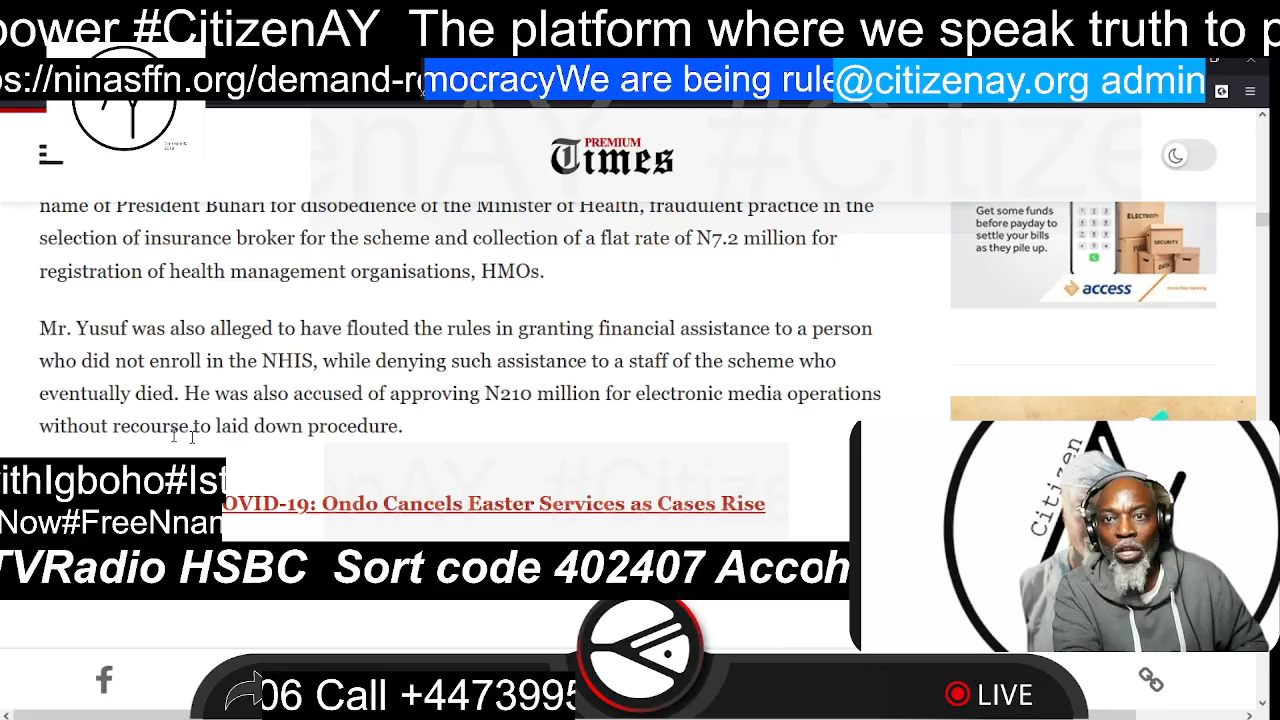 power #CitizenAY The platform where we speak truth to p
s://ninasffn.org/demand-r
mocracyWe are being rule
@citizenay.org admin
PREMIUM
Times
name of President Buhari for disobedience of the Minister of Health, fraudulent practice in the
selection of insurance broker for the scheme and collection of a flat rate of N7.2 million for
registration of health management organisations, HMOs.
Get some funds
before payday to
settle your bills
as they pile up.
ELECTRICITY
SECURITY
DATA
access
Mr. Yusuf was also alleged to have flouted the rules in granting financial assistance to a person
who did not enroll in the NHIS, while denying such assistance to a staff of the scheme who
eventually died. He was also accused of approving N210 million for electronic media operations
without recourse to laid down procedure.
ithIgboho#Ist
Now#FreeNnam
OVID-19: Ondo Cancels Easter Services as Cases Rise
Citizen
TVRadio HSBC Sort code 402407 Acco
06 Call +4473995
LIVE